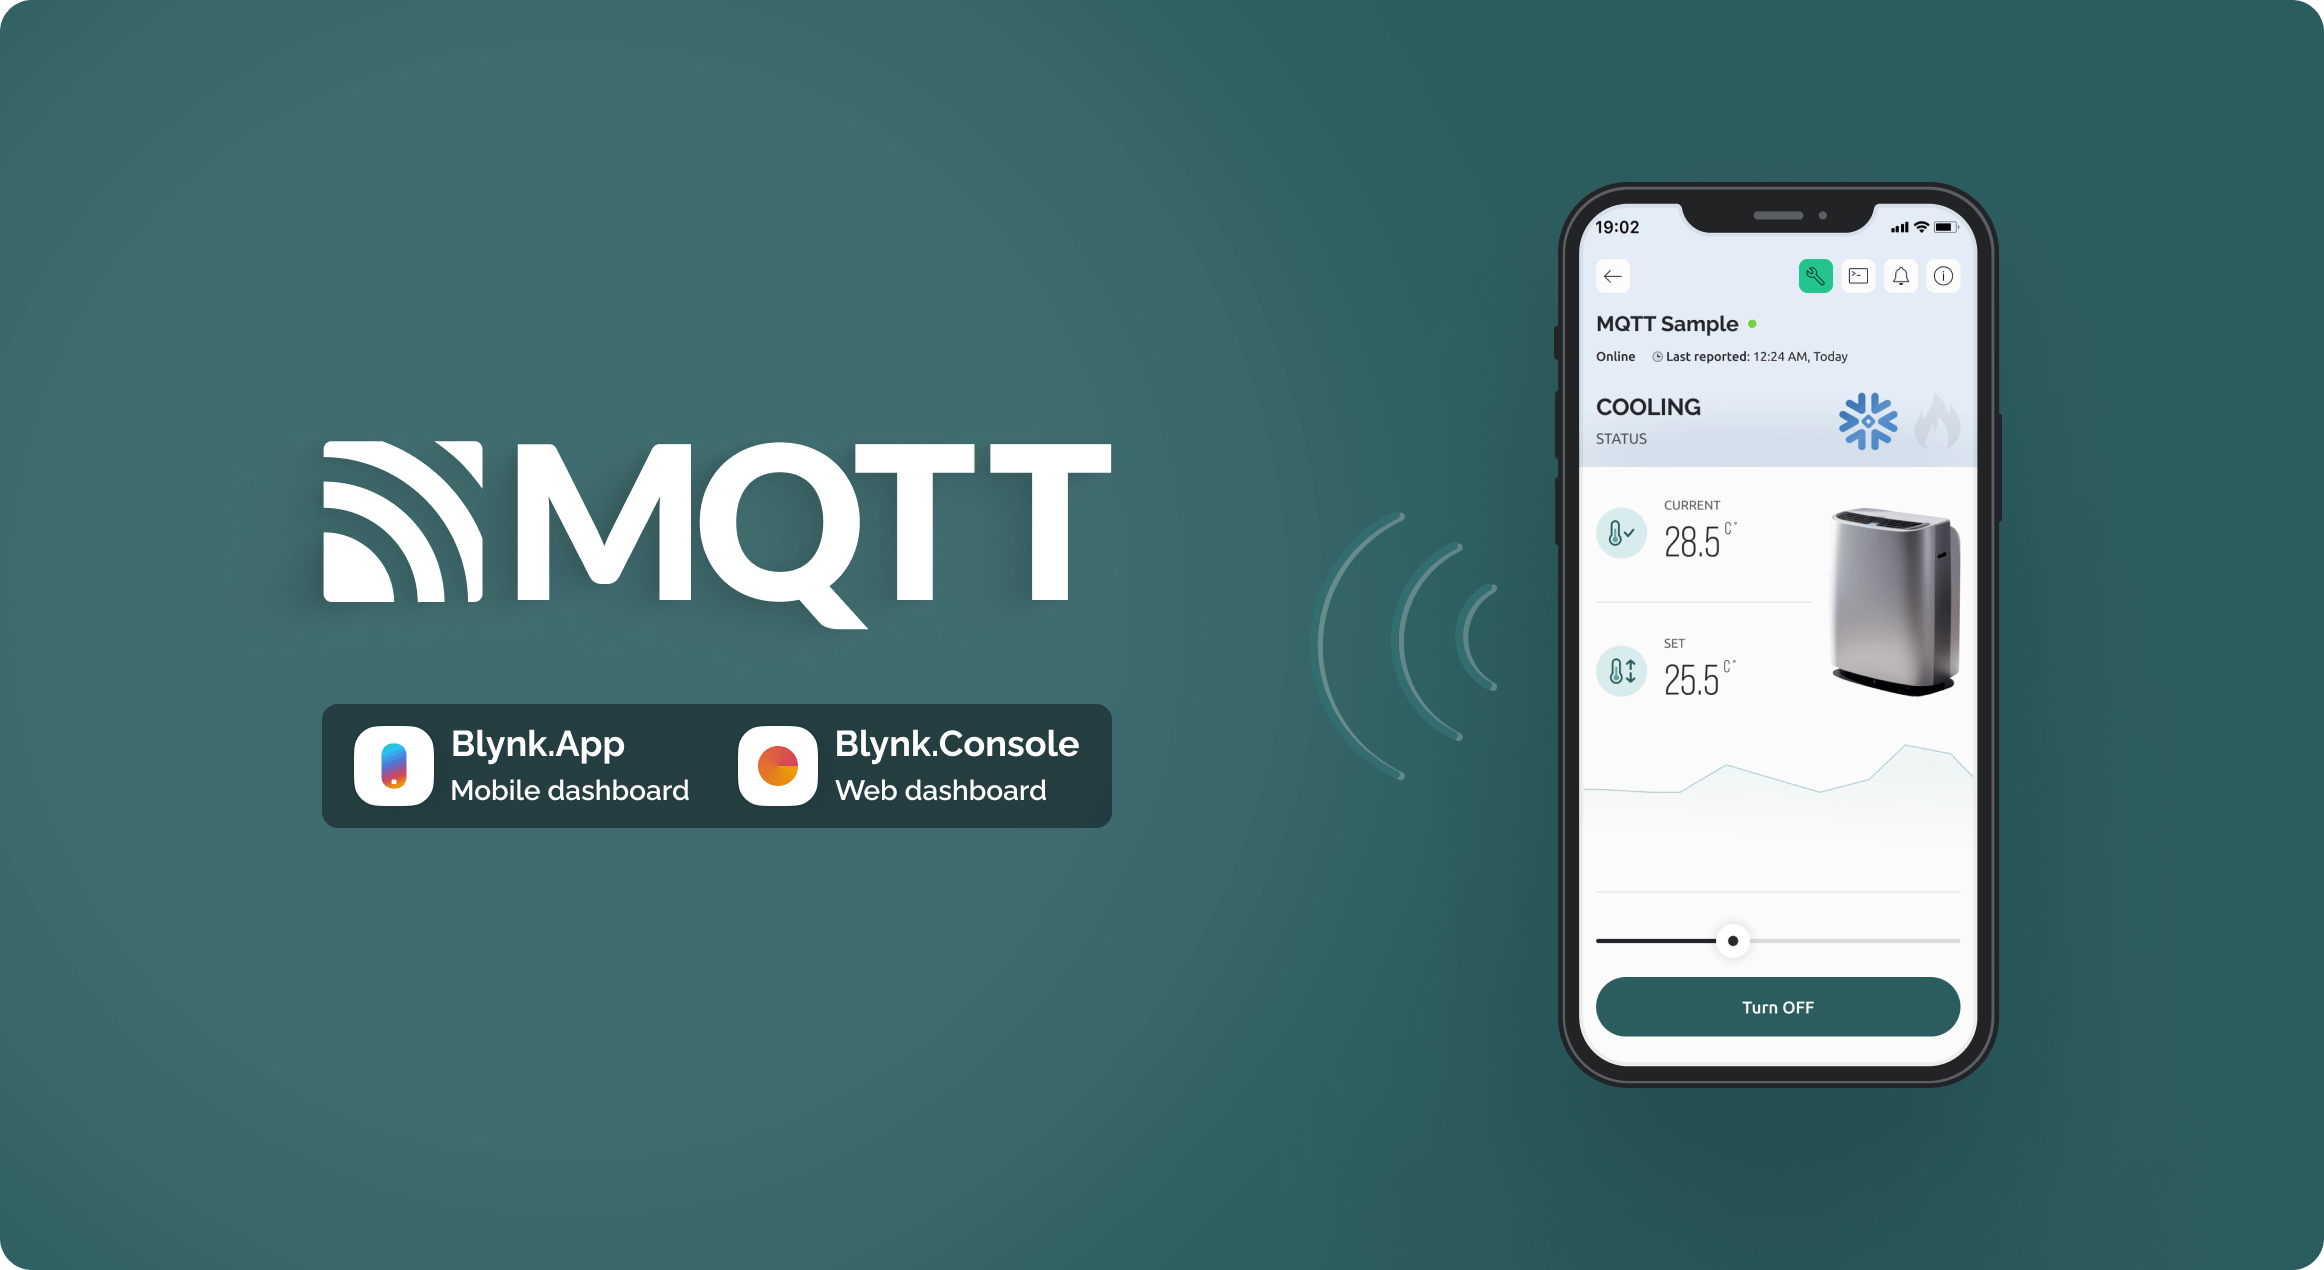 MQTT
Blynk.App
Mobile dashboard
Blynk.Console
Web dashboard
19:02
MQTT Sample
Online Last reported: 12:24 AM, Today
COOLING
STATUS
CURRENT
28.5 C°
SET
25.5 C°
Turn OFF